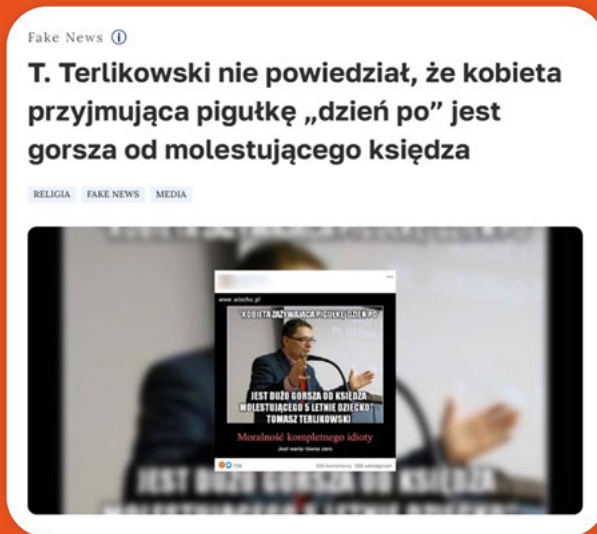 Fake News ⓘ
T. Terlikowski nie powiedział, że kobieta
przyjmująca pigułkę „dzień po” jest
gorsza od molestującego księdza
RELIGIA FAKE NEWS MEDIA
www.wiocha.pl
"KOBIETA ZAŻYWAJĄCA PIGUŁKĘ "DZIEŃ PO"
JEST DUŻO GORSZA OD KSIĘDZA
MOLESTUJĄCEGO 5 LETNIE DZIECKO"
TOMASZ TERLIKOWSKI
Moralność kompletnego idioty
Jest warta równe zero
JEST DUŻO GORSZA OD KSIĘDZA